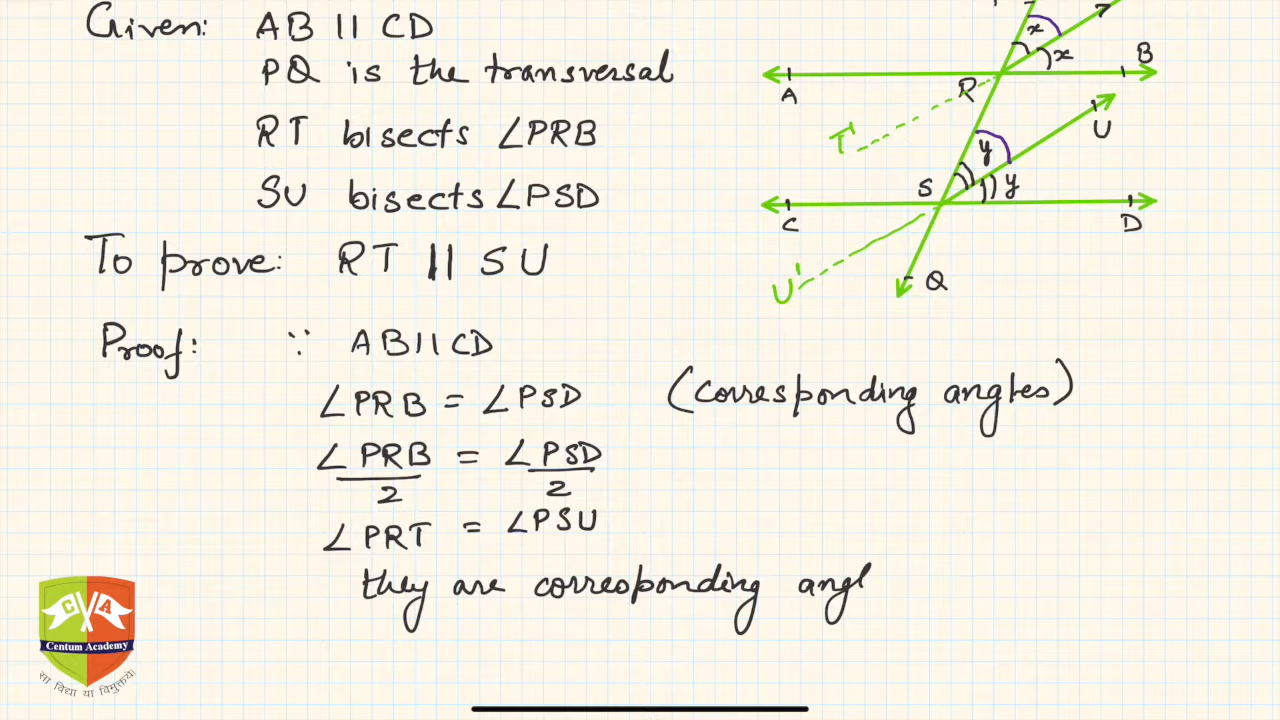 Given: AB || CD
PQ is the transversal
RT bisects ∠PRB
SU bisects ∠PSD
To prove: RT || SU
Proof: ∵ AB || CD
∠PRB = ∠PSD (corresponding angles)
∠PRB/2 = ∠PSD/2
∠PRT = ∠PSU
they are corresponding angl
x
x
B
A
R
T'
U
y
S
y
C
D
U'
Q
C A
Centum Academy
सा विद्या या विमुक्तये।